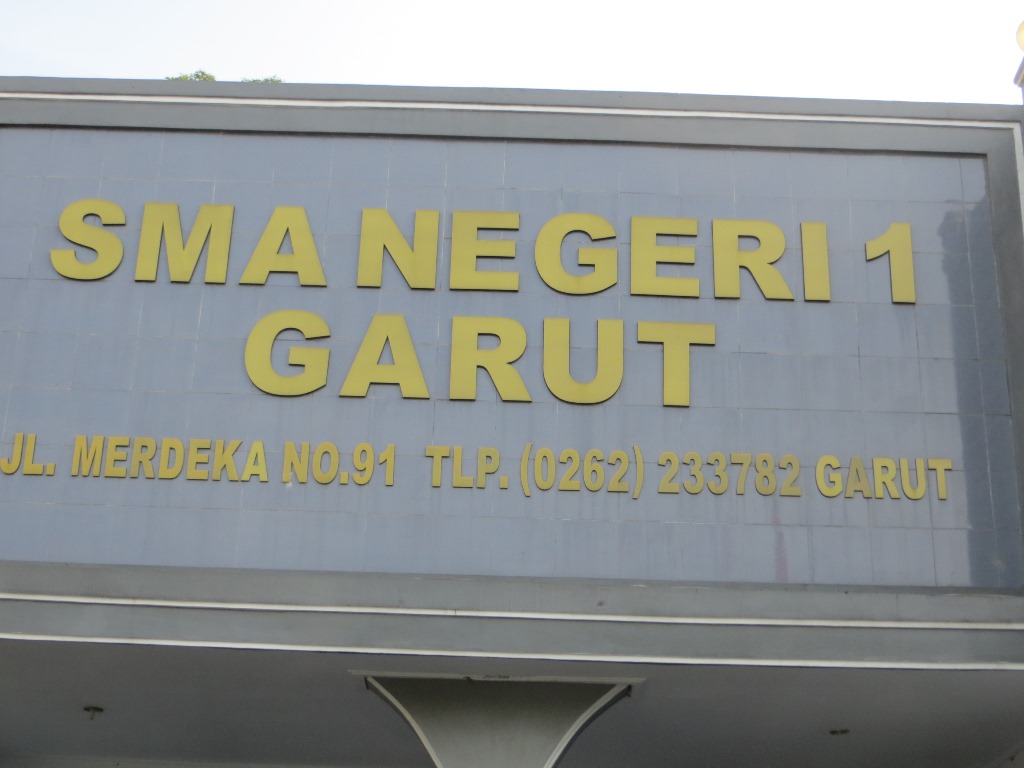 SMA NEGERI 1
GARUT
JL. MERDEKA NO.91 TLP. (0262) 233782 GARUT